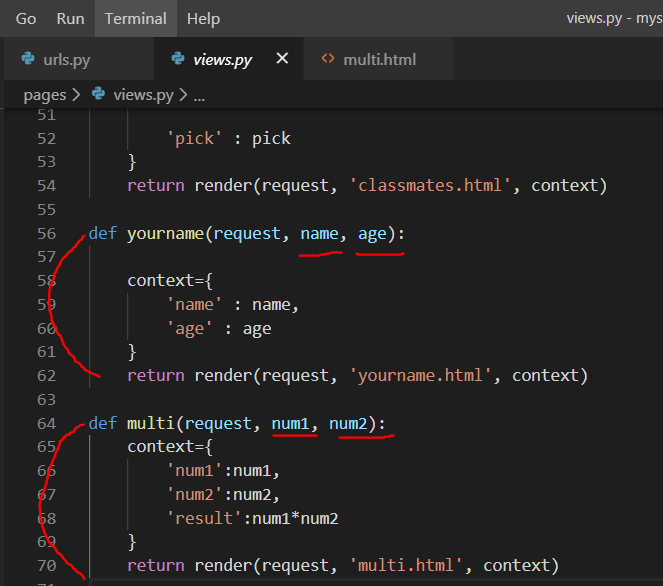 Go Run Terminal Help views.py - mys
urls.py views.py × multi.html
pages > views.py > ...
51
52 'pick' : pick
53 }
54 return render(request, 'classmates.html', context)
55
56 def yourname(request, name, age):
57
58 context={
59 'name' : name,
60 'age' : age
61 }
62 return render(request, 'yourname.html', context)
63
64 def multi(request, num1, num2):
65 context={
66 'num1':num1,
67 'num2':num2,
68 'result':num1*num2
69 }
70 return render(request, 'multi.html', context)